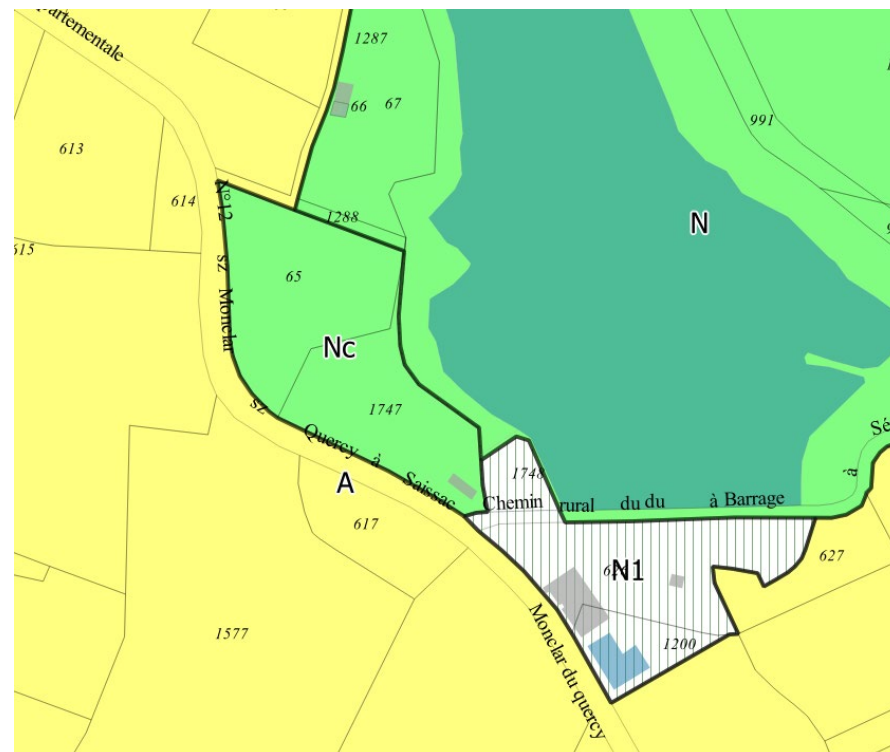 partementale
1287
66
67
991
613
614
N°12
1288
N
615
sz
65
Monclar
Nc
sz
1747
Quercy
à
Sé
A
Saissac
1748
à
Chemin rural du du à Barrage
617
627
N1
1577
1200
Monclar du quercy